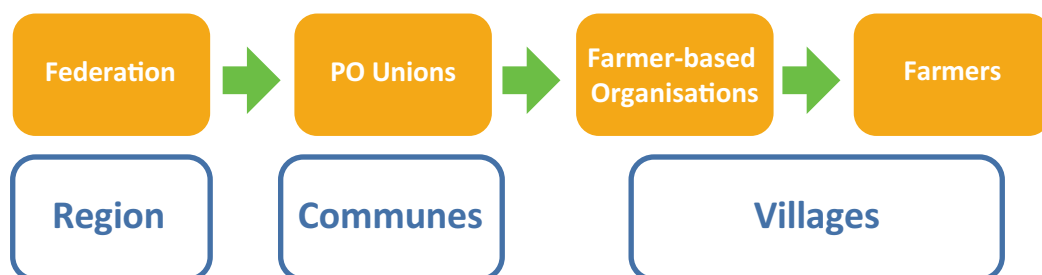 Federation
PO Unions
Farmer-based
Organisations
Farmers
Region
Communes
Villages